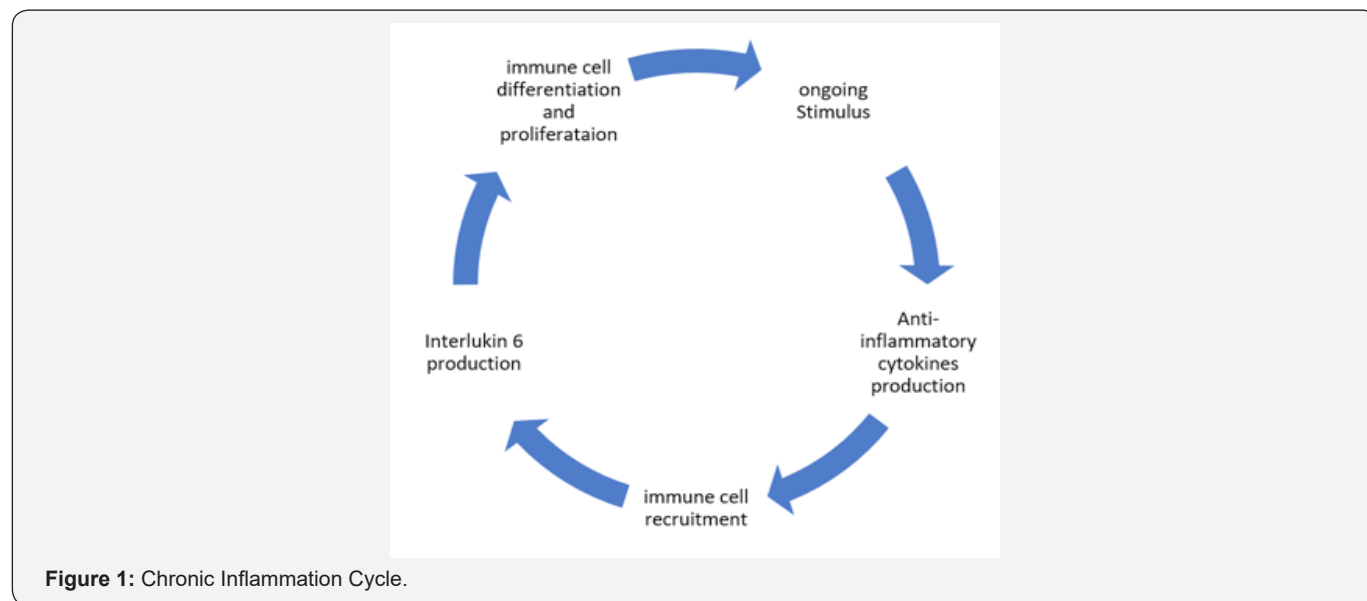 immune cell
differentiation
and
proliferataion
ongoing
Stimulus
Anti-
inflammatory
cytokines
production
immune cell
recruitment
Interlukin 6
production
Figure 1: Chronic Inflammation Cycle.